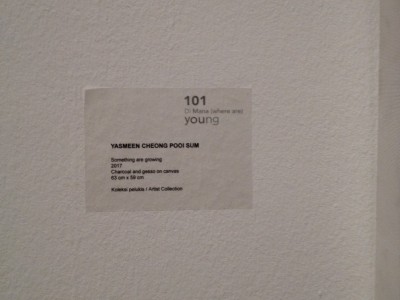 101
Di Mana (where are)
young
YASMEEN CHEONG POOI SUM
Something are growing
2017
Charcoal and gesso on canvas
63 cm x 59 cm
Koleksi pelukis / Artist Collection